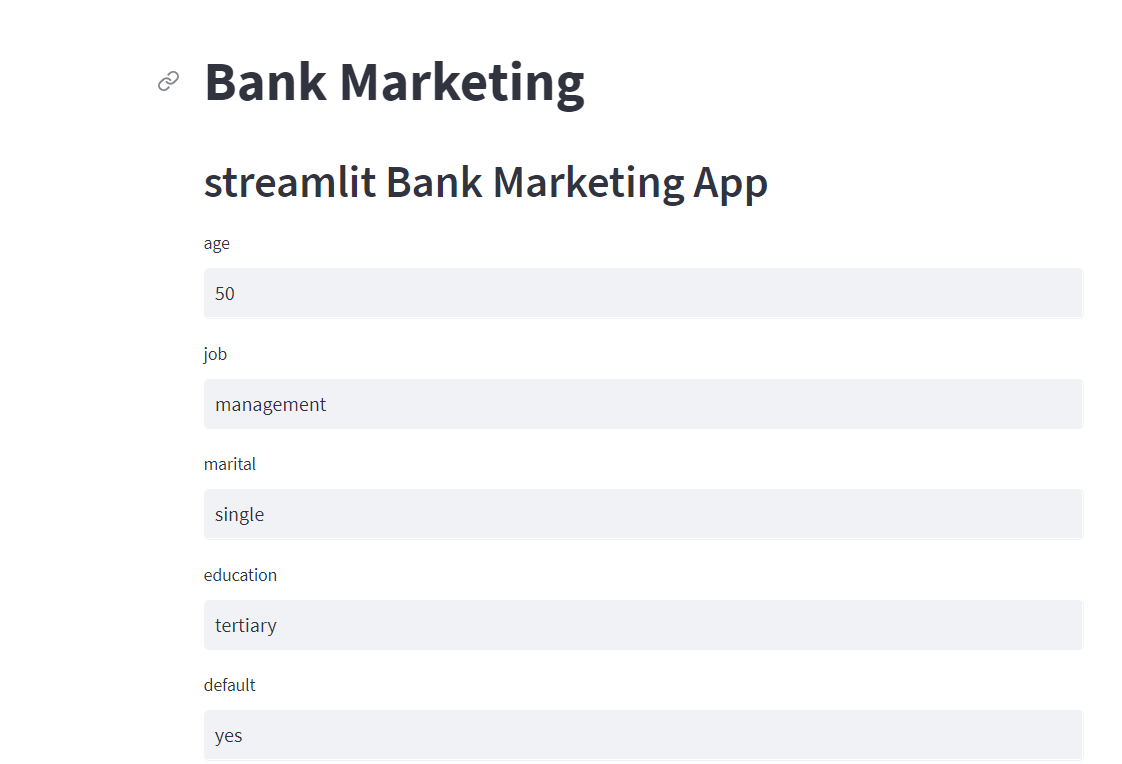 Bank Marketing
streamlit Bank Marketing App
age
50
job
management
marital
single
education
tertiary
default
yes